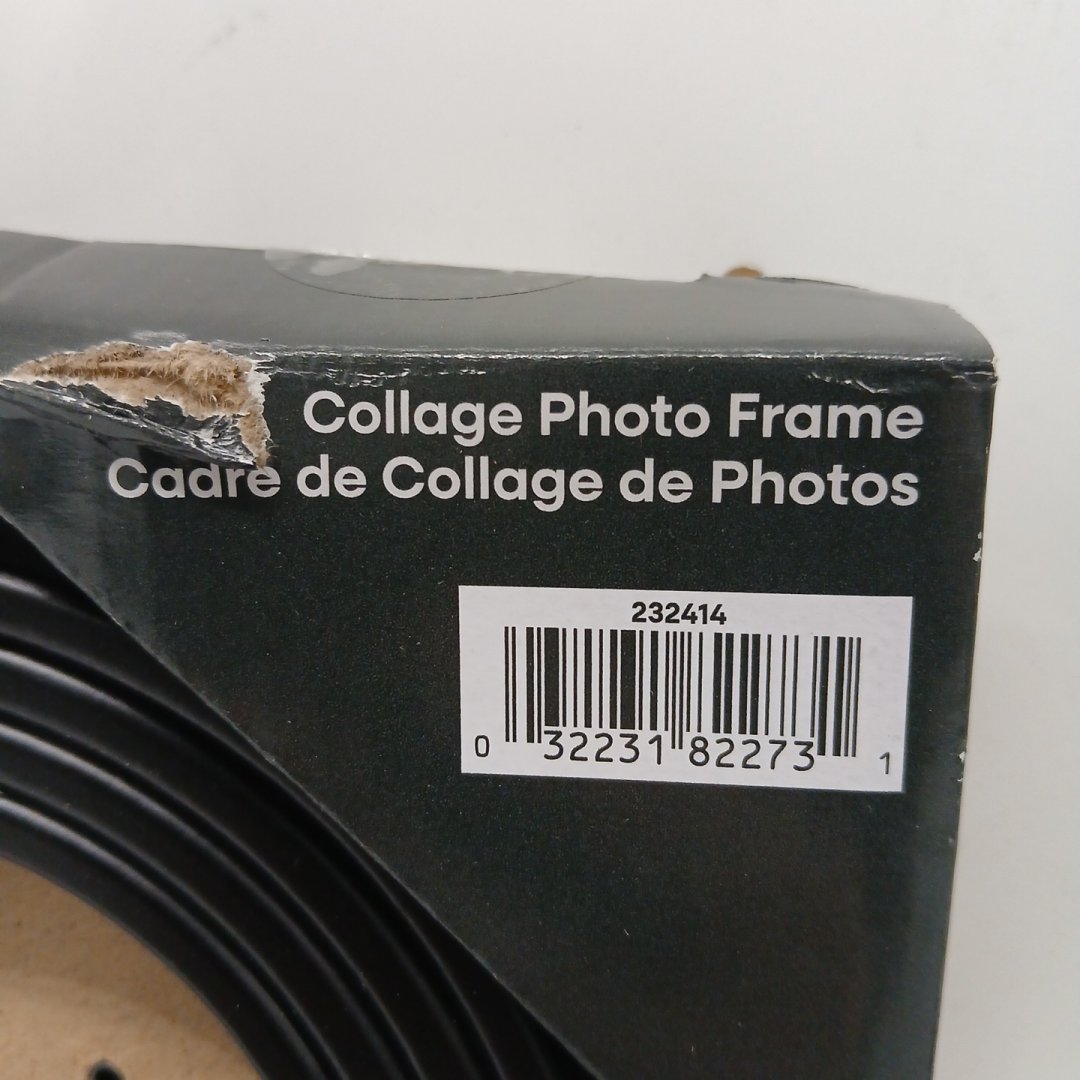 Collage Photo Frame
Cadre de Collage de Photos
232414
0 32231 82273 1